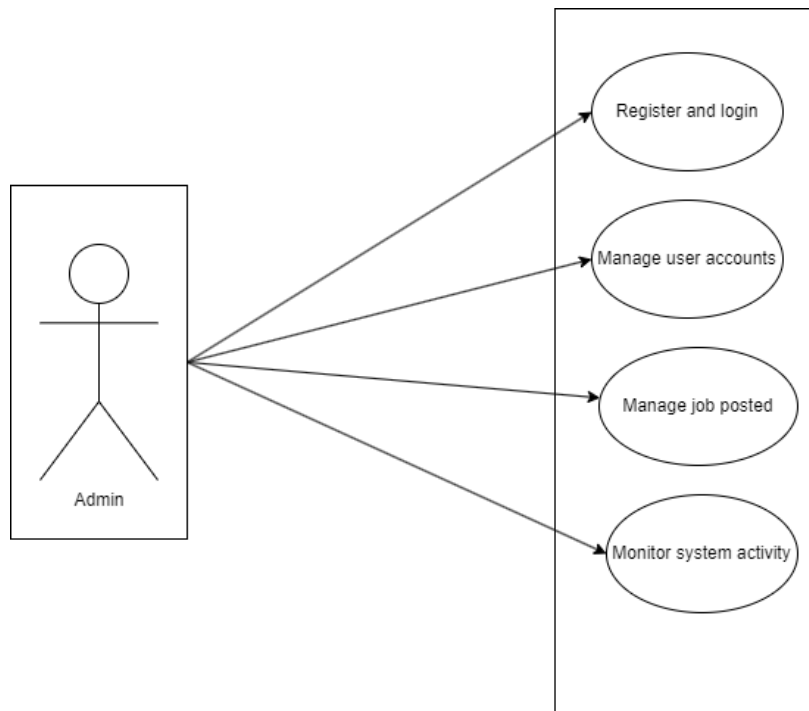 Register and login
Manage user accounts
Manage job posted
Monitor system activity
Admin